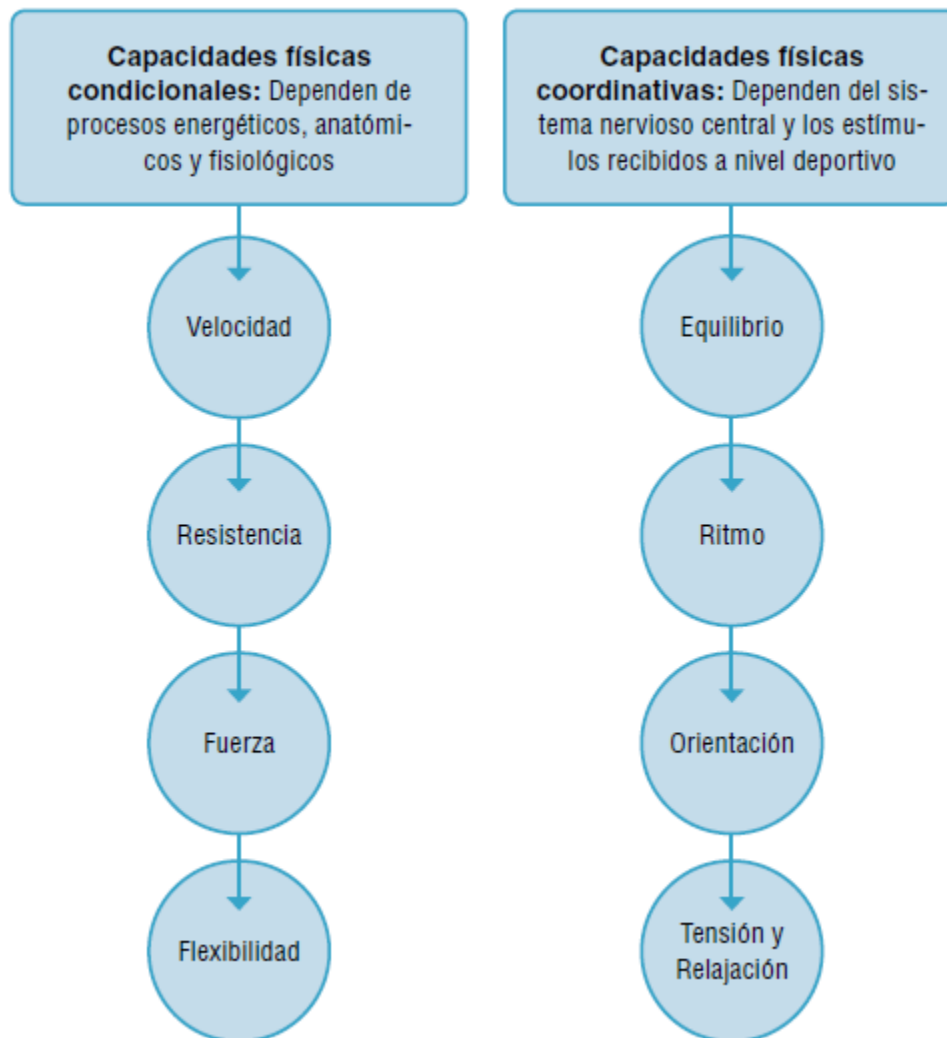 Capacidades físicas
condicionales: Dependen de
procesos energéticos, anatómi-
cos y fisiológicos
Velocidad
Resistencia
Fuerza
Flexibilidad
Capacidades físicas
coordinativas: Dependen del sis-
tema nervioso central y los estímu-
los recibidos a nivel deportivo
Equilibrio
Ritmo
Orientación
Tensión y
Relajación